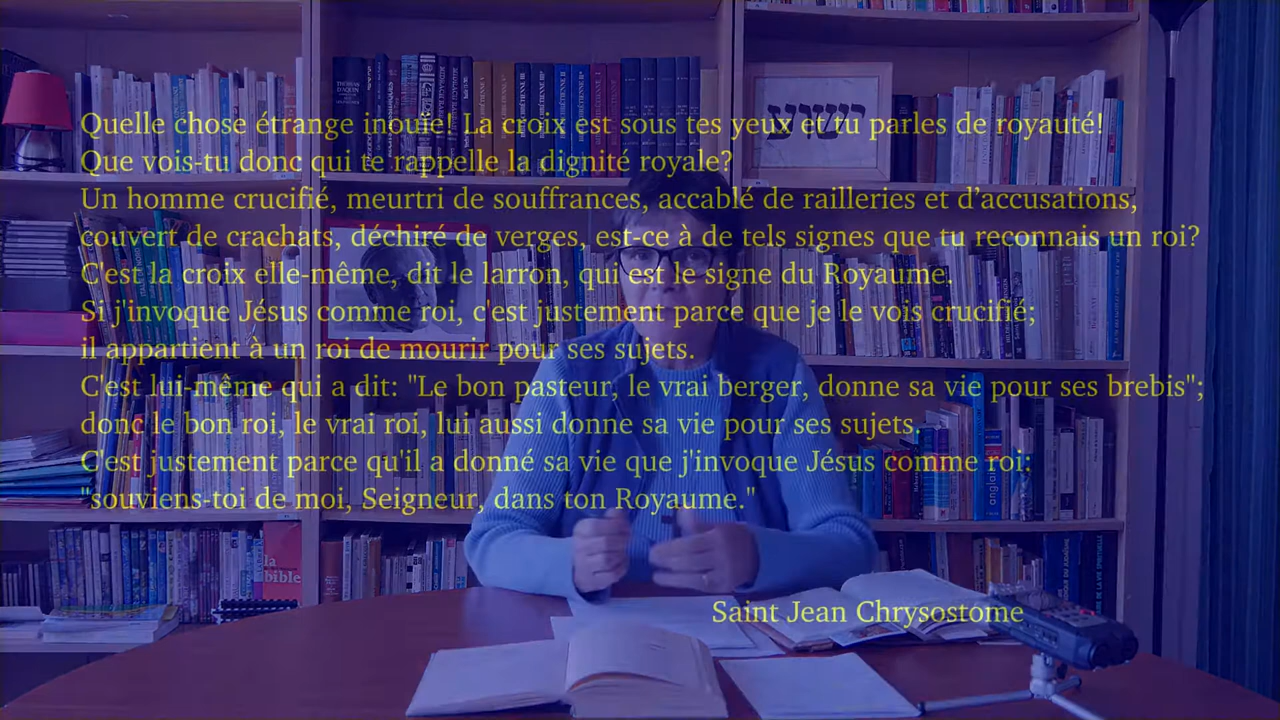 Quelle chose étrange inouïe! La croix est sous tes yeux et tu parles de royauté!
Que vois-tu donc qui te rappelle la dignité royale?
Un homme crucifié, meurtri de souffrances, accablé de railleries et d’accusations,
couvert de crachats, déchiré de verges, est-ce à de tels signes que tu reconnais un roi?
C'est la croix elle-même, dit le larron, qui est le signe du Royaume.
Si j'invoque Jésus comme roi, c'est justement parce que je le vois crucifié;
il appartient à un roi de mourir pour ses sujets.
C'est lui-même qui a dit: "Le bon pasteur, le vrai berger, donne sa vie pour ses brebis";
donc le bon roi, le vrai roi, lui aussi donne sa vie pour ses sujets.
C'est justement parce qu'il a donné sa vie que j'invoque Jésus comme roi:
"souviens-toi de moi, Seigneur, dans ton Royaume."
Saint Jean Chrysostome
ישוע
la
bible
anglais